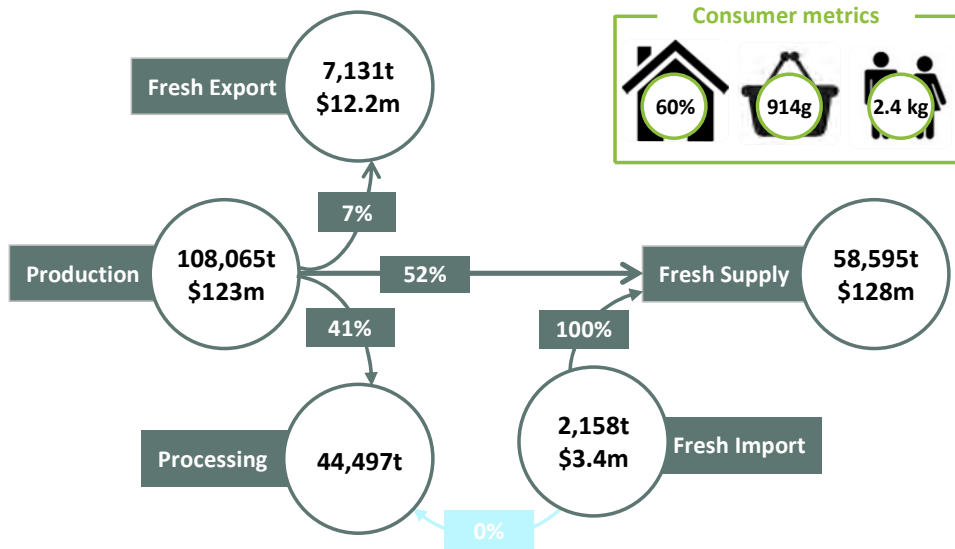 Consumer metrics
60%
914g
2.4 kg
Fresh Export
7,131t
$12.2m
7%
Production
108,065t
$123m
52%
Fresh Supply
58,595t
$128m
41%
100%
Processing
44,497t
2,158t
$3.4m
Fresh Import
0%